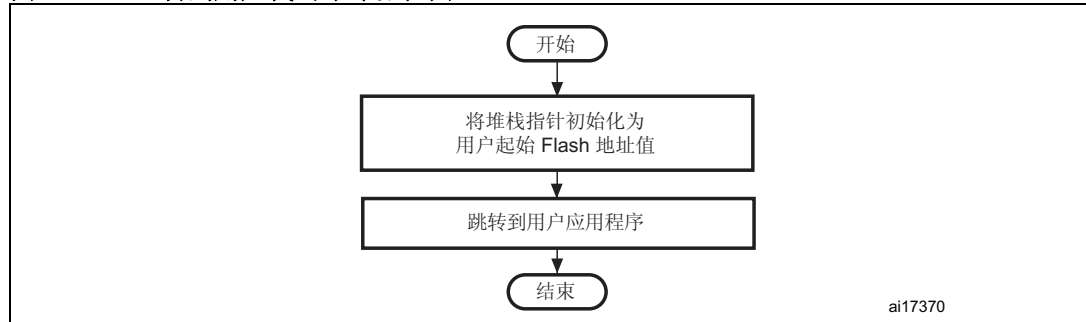 开始
将堆栈指针初始化为
用户起始 Flash 地址值
跳转到用户应用程序
结束
ai17370